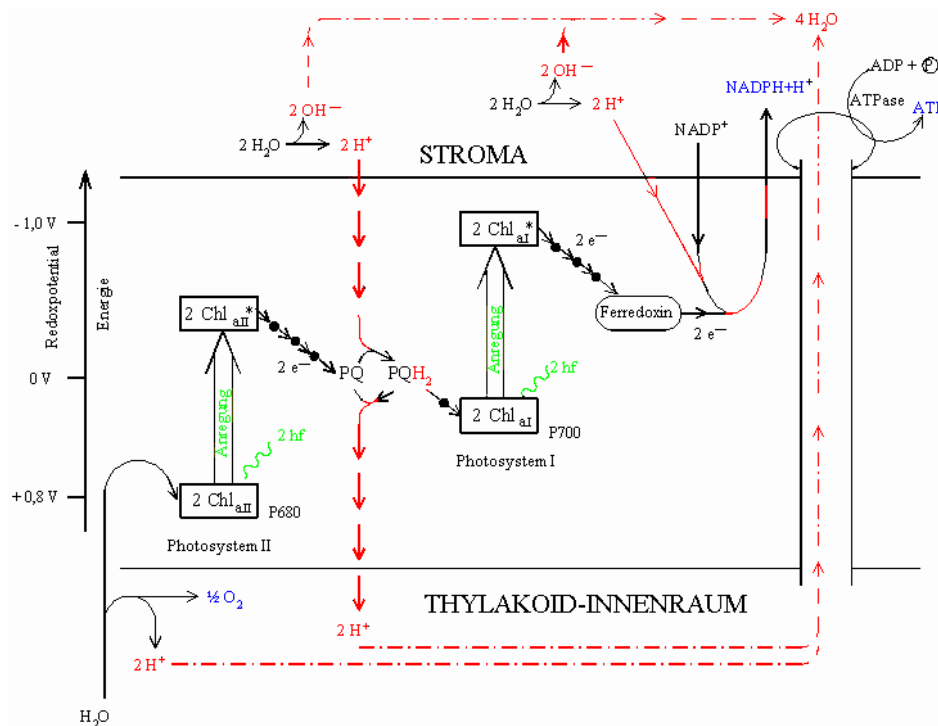 4 H₂O
2 OH⁻
2 OH⁻
ADP + P
NADPH+H⁺
ATPase
2 H₂O
2 H⁺
2 OH⁻
NADP⁺
2 H₂O
2 H⁺
STROMA
- 1,0 V
2 Chl aI *
2 e⁻
Redoxpotential
Energie
2 Chl aII *
Ferredoxin
2 e⁻
2 e⁻
PQ
PQH₂
0 V
Anregung
2 hf
2 Chl aI
P700
Anregung
2 hf
Photosystem I
+ 0,8 V
2 Chl aII
P680
Photosystem II
½ O₂
THYLAKOID-INNENRAUM
2 H⁺
2 H⁺
H₂O